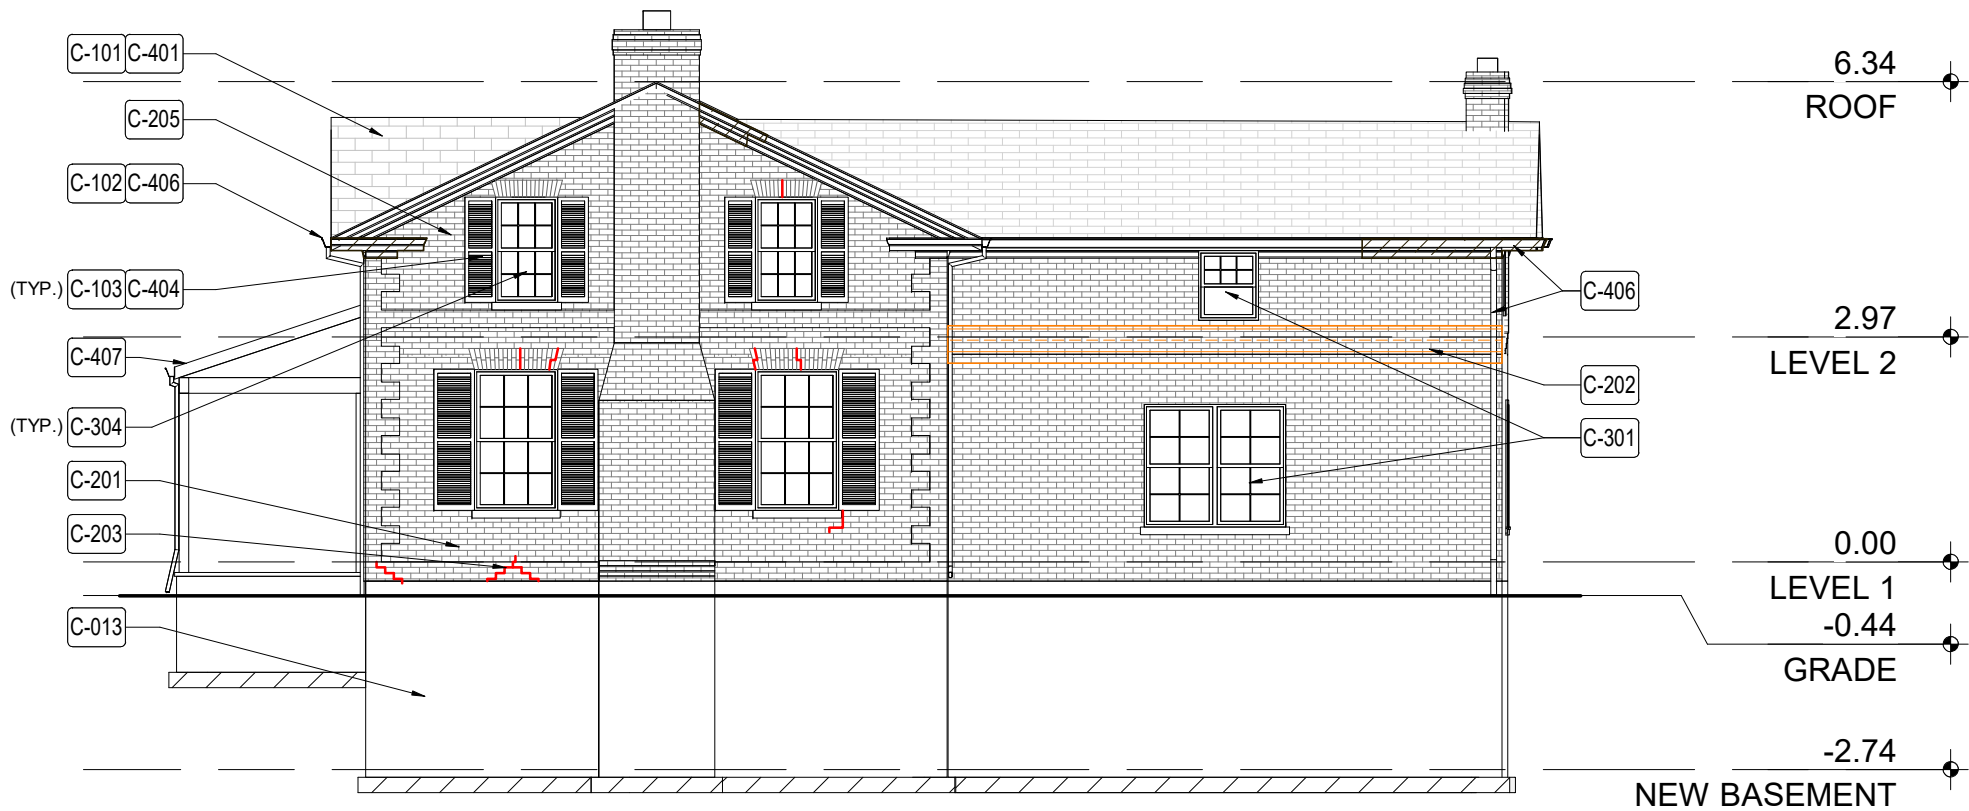 C-101 C-401
C-205
C-102 C-406
(TYP.) C-103 C-404
C-407
(TYP.) C-304
C-201
C-203
C-013
C-406
C-202
C-301
6.34
ROOF
2.97
LEVEL 2
0.00
LEVEL 1
-0.44
GRADE
-2.74
NEW BASEMENT